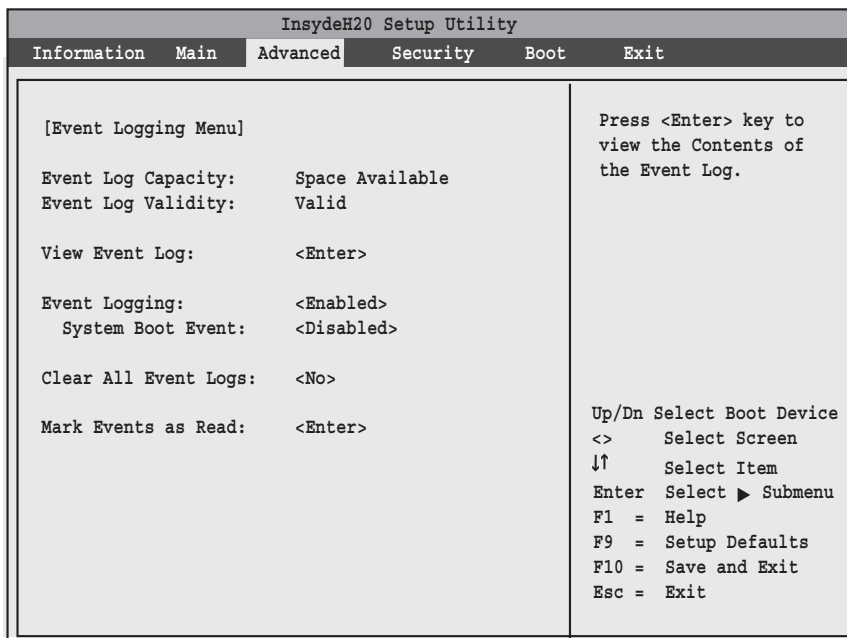 InsydeH20 Setup Utility
Information Main Advanced Security Boot Exit
[Event Logging Menu]
Event Log Capacity: Space Available
Event Log Validity: Valid
View Event Log: <Enter>
Event Logging: <Enabled>
System Boot Event: <Disabled>
Clear All Event Logs: <No>
Mark Events as Read: <Enter>
Press <Enter> key to
view the Contents of
the Event Log.
Up/Dn Select Boot Device
<> Select Screen
↓↑ Select Item
Enter Select ▶ Submenu
F1 = Help
F9 = Setup Defaults
F10 = Save and Exit
Esc = Exit